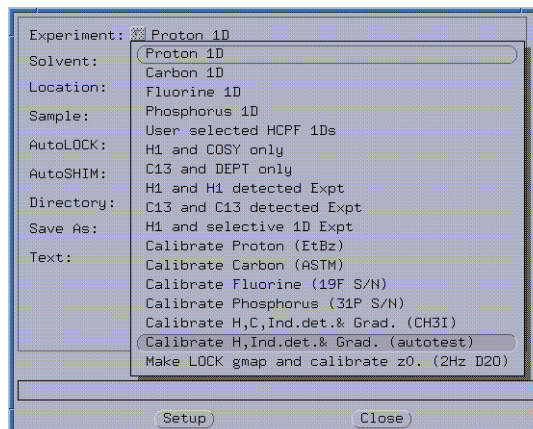 Experiment: Proton 1D
Proton 1D
Solvent:
Carbon 1D
Location:
Fluorine 1D
Sample:
Phosphorus 1D
User selected HCPF 1Ds
AutoLOCK:
H1 and COSY only
C13 and DEPT only
AutoSHIM:
H1 and H1 detected Expt
Directory:
C13 and C13 detected Expt
Save As:
H1 and selective 1D Expt
Calibrate Proton (EtBz)
Text:
Calibrate Carbon (ASTM)
Calibrate Fluorine (19F S/N)
Calibrate Phosphorus (31P S/N)
Calibrate H,C,Ind.det.& Grad. (CH3I)
Calibrate H,Ind.det.& Grad. (autotest)
Make LOCK gmap and calibrate z0. (2Hz D2O)
Setup
Close